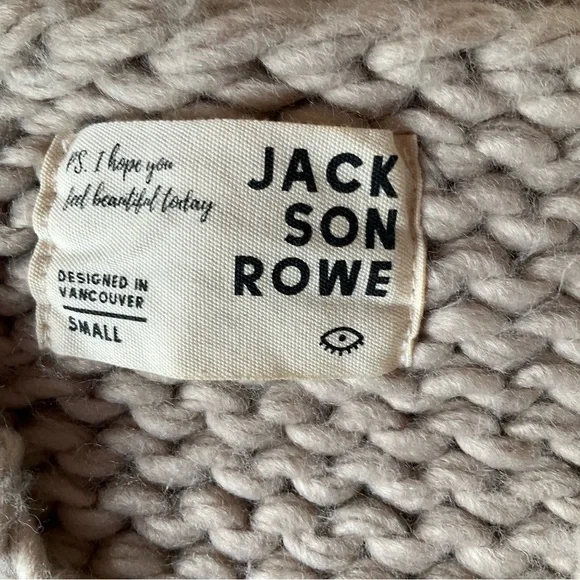 P.S. I hope you
feel beautiful today
DESIGNED IN
VANCOUVER
SMALL
JACK
SON
ROWE